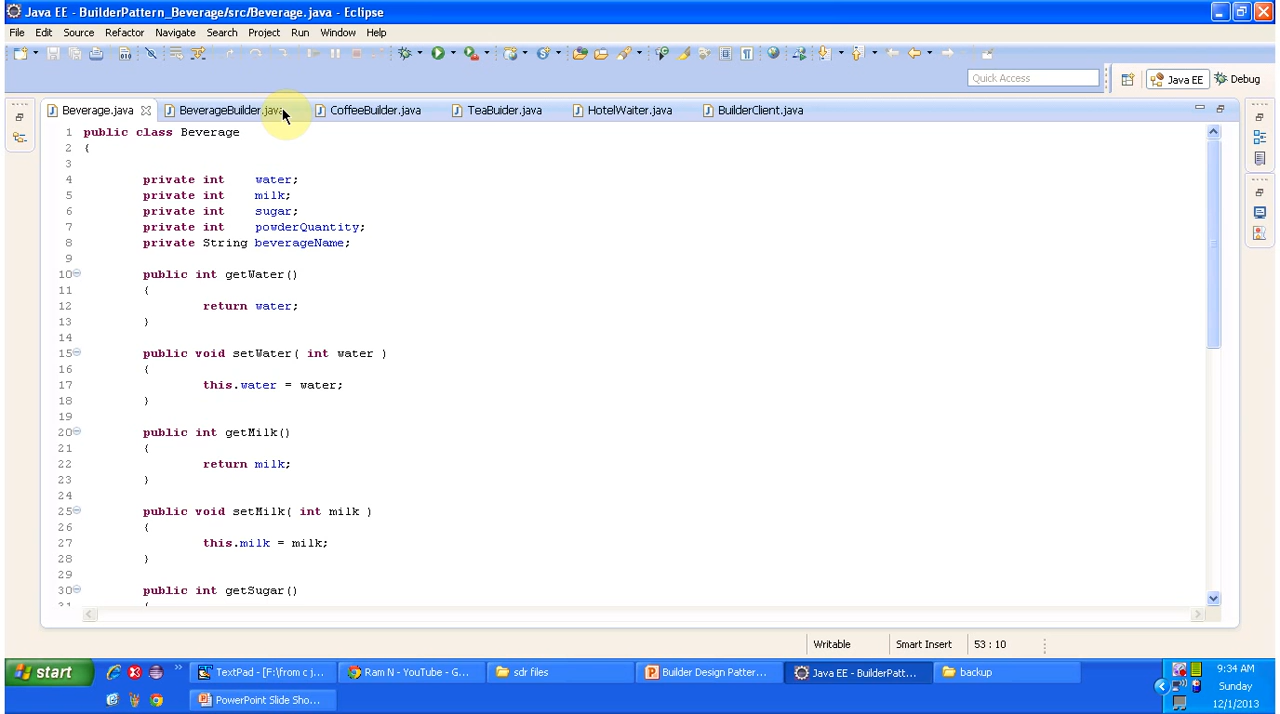 Java EE - BuilderPattern_Beverage/src/Beverage.java - Eclipse
File Edit Source Refactor Navigate Search Project Run Window Help
Quick Access
Java EE
Debug
Beverage.java
BeverageBuilder.java
CoffeeBuilder.java
TeaBuider.java
HotelWaiter.java
BuilderClient.java
1 public class Beverage
2 {
3
4 private int water;
5 private int milk;
6 private int sugar;
7 private int powderQuantity;
8 private String beverageName;
9
10 public int getWater()
11 {
12 return water;
13 }
14
15 public void setWater( int water )
16 {
17 this.water = water;
18 }
19
20 public int getMilk()
21 {
22 return milk;
23 }
24
25 public void setMilk( int milk )
26 {
27 this.milk = milk;
28 }
29
30 public int getSugar()
31 {
Writable
Smart Insert
53 : 10
start
TextPad - [F:\from c j...
Ram N - YouTube - G...
sdr files
Builder Design Pattern...
Java EE - BuilderPatt...
backup
9:34 AM
PowerPoint Slide Sho...
Sunday
12/1/2013